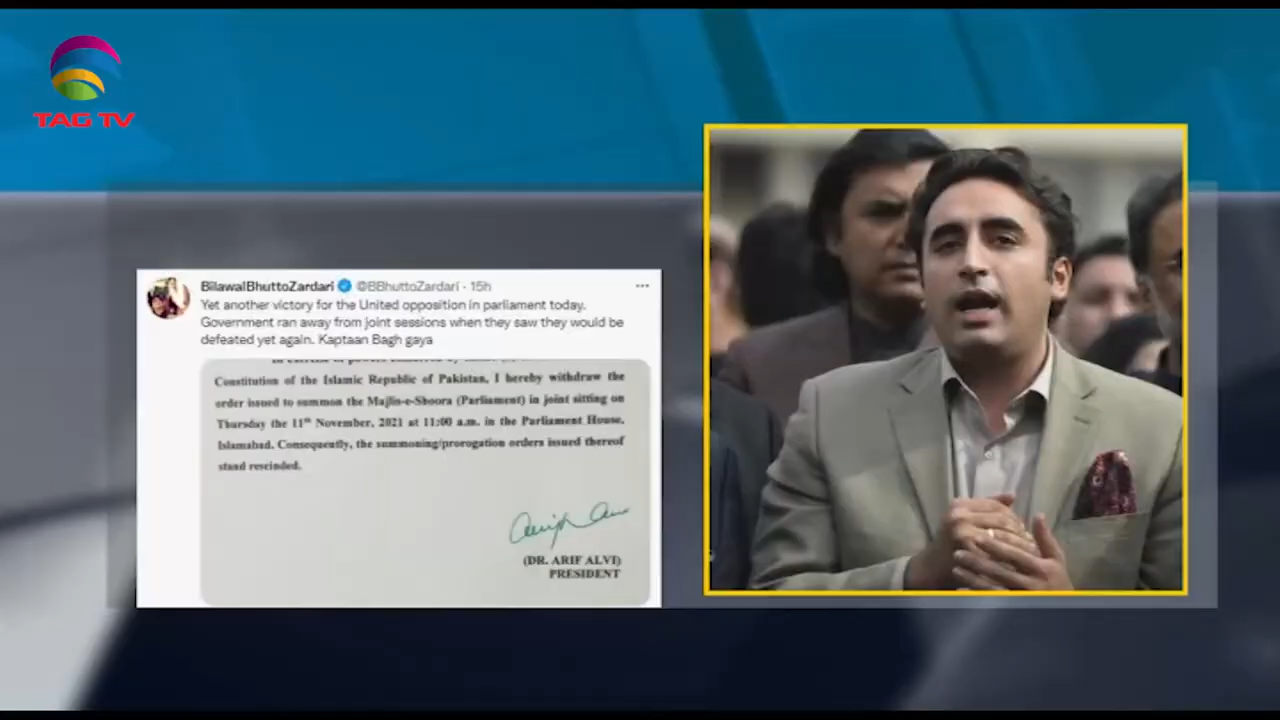 TAG TV
BilawalBhuttoZardari @BBhuttoZardari · 15h
Yet another victory for the United opposition in parliament today.
Government ran away from joint sessions when they saw they would be
defeated yet again. Kaptaan Bagh gaya
Constitution of the Islamic Republic of Pakistan, I hereby withdraw the
order issued to summon the Majlis-e-Shoora (Parliament) in joint sitting on
Thursday the 11th November, 2021 at 11:00 a.m. in the Parliament House,
Islamabad. Consequently, the summoning/prorogation orders issued thereof
stand rescinded.
(DR. ARIF ALVI)
PRESIDENT